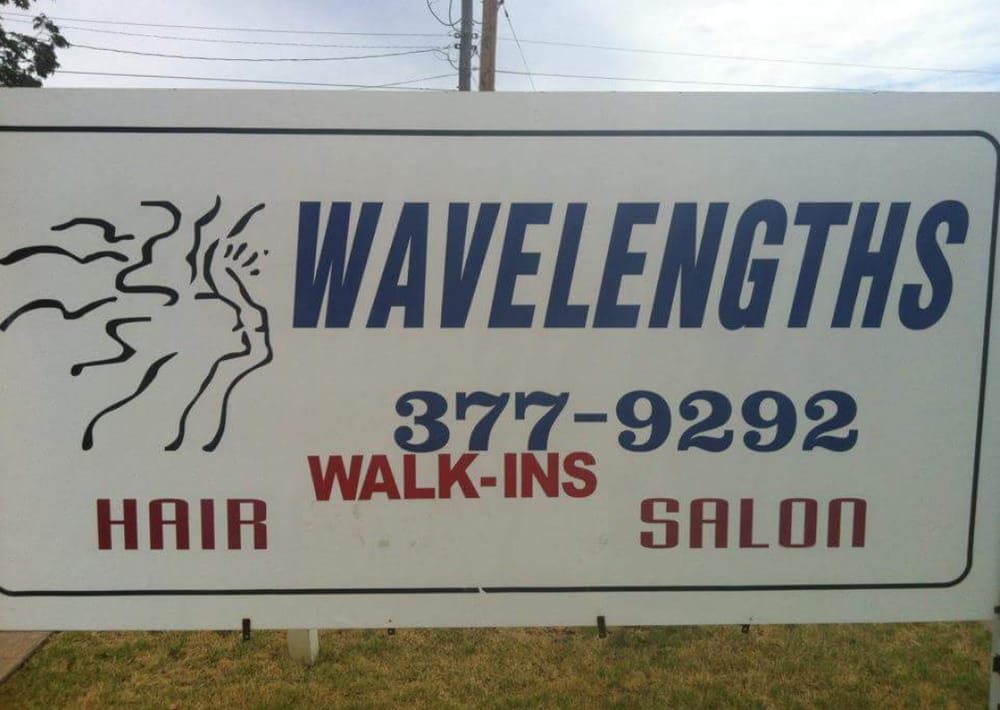 WAVELENGTHS
377-9292
WALK-INS
HAIR SALON